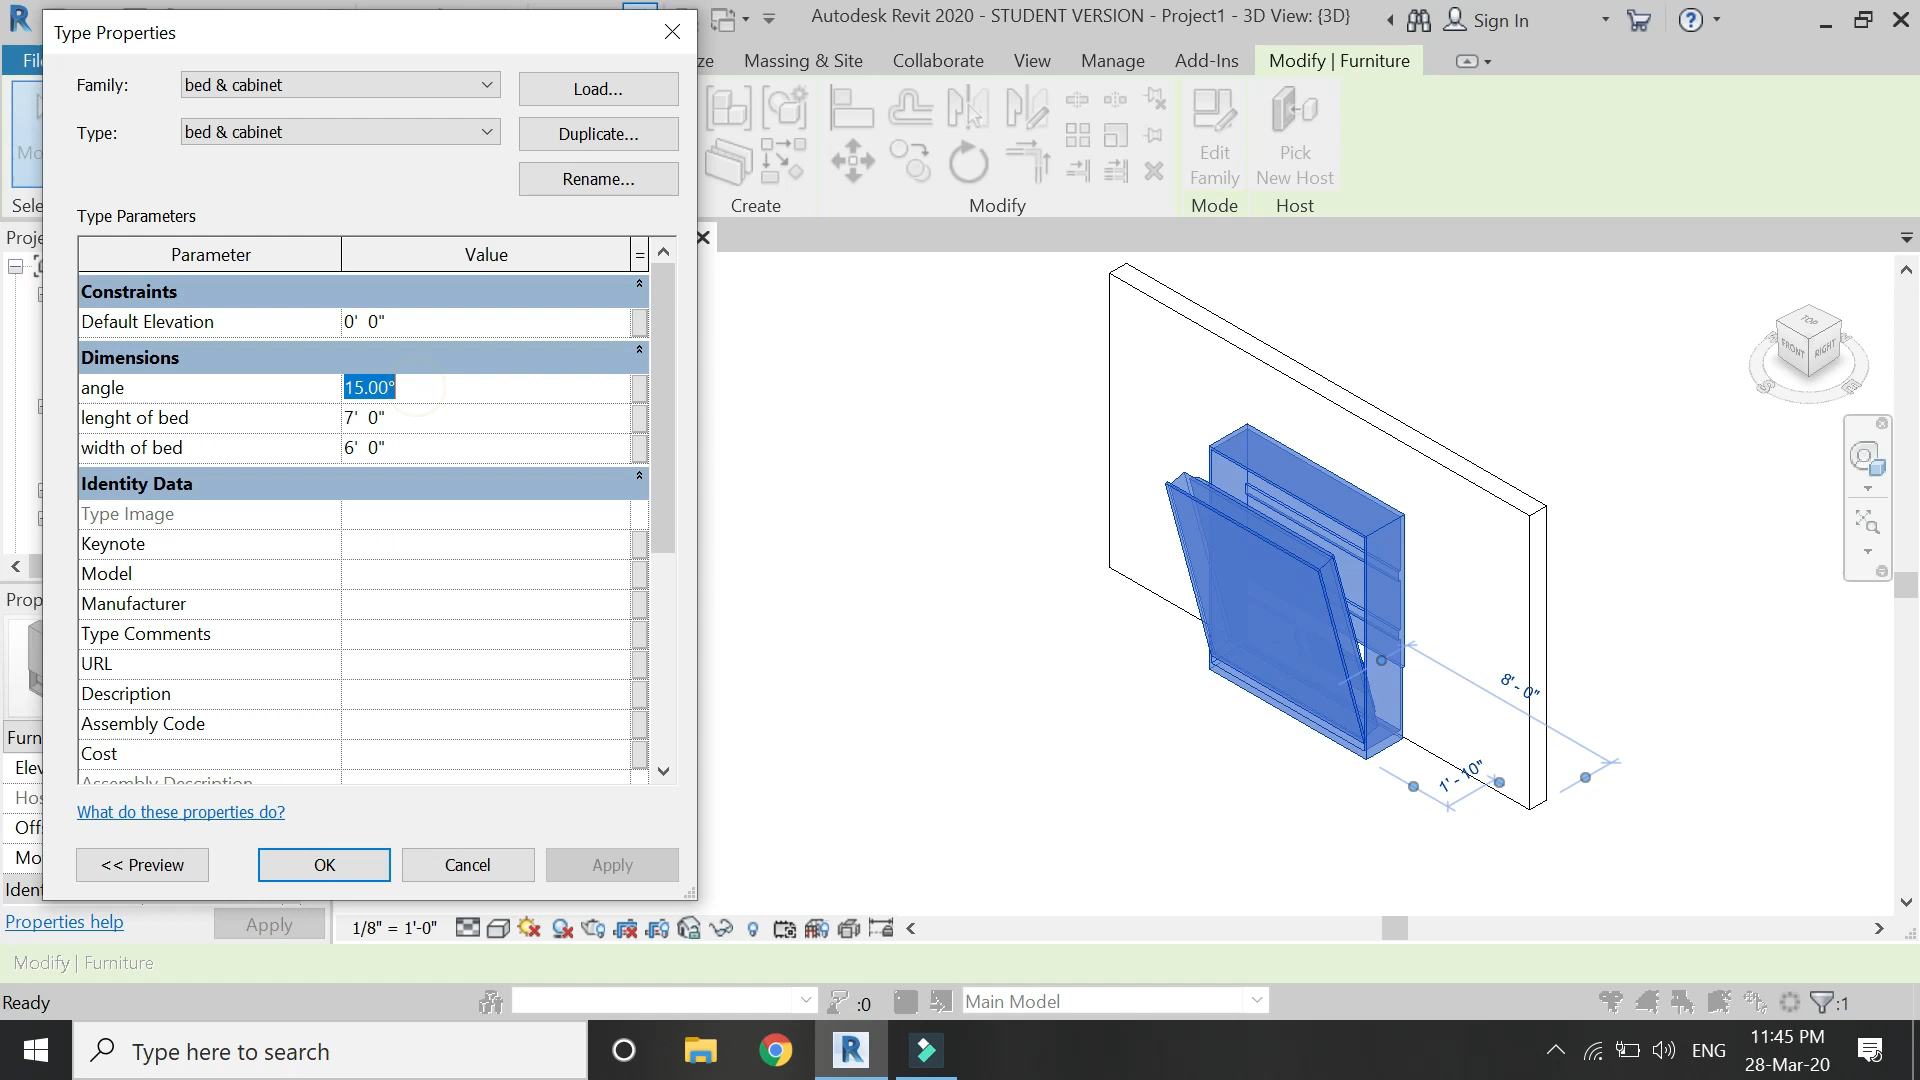 Type Properties
Autodesk Revit 2020 - STUDENT VERSION - Project1 - 3D View: {3D}
Sign In
Massing & Site
Collaborate
View
Manage
Add-Ins
Modify | Furniture
Family:
bed & cabinet
Load...
Type:
bed & cabinet
Duplicate...
Rename...
Edit
Family
Pick
New Host
Create
Modify
Mode
Host
Type Parameters
Parameter
Value
=
Constraints
Default Elevation
0' 0"
Dimensions
angle
15.00°
lenght of bed
7' 0"
width of bed
6' 0"
Identity Data
Type Image
Keynote
Model
Manufacturer
Type Comments
URL
Description
Assembly Code
Cost
Assembly Description
TOP
FRONT
RIGHT
S
E
8' - 0"
1' - 10"
What do these properties do?
<< Preview
OK
Cancel
Apply
Properties help
Apply
1/8" = 1'-0"
Modify | Furniture
Ready
:0
Main Model
:1
Type here to search
ENG
11:45 PM
28-Mar-20